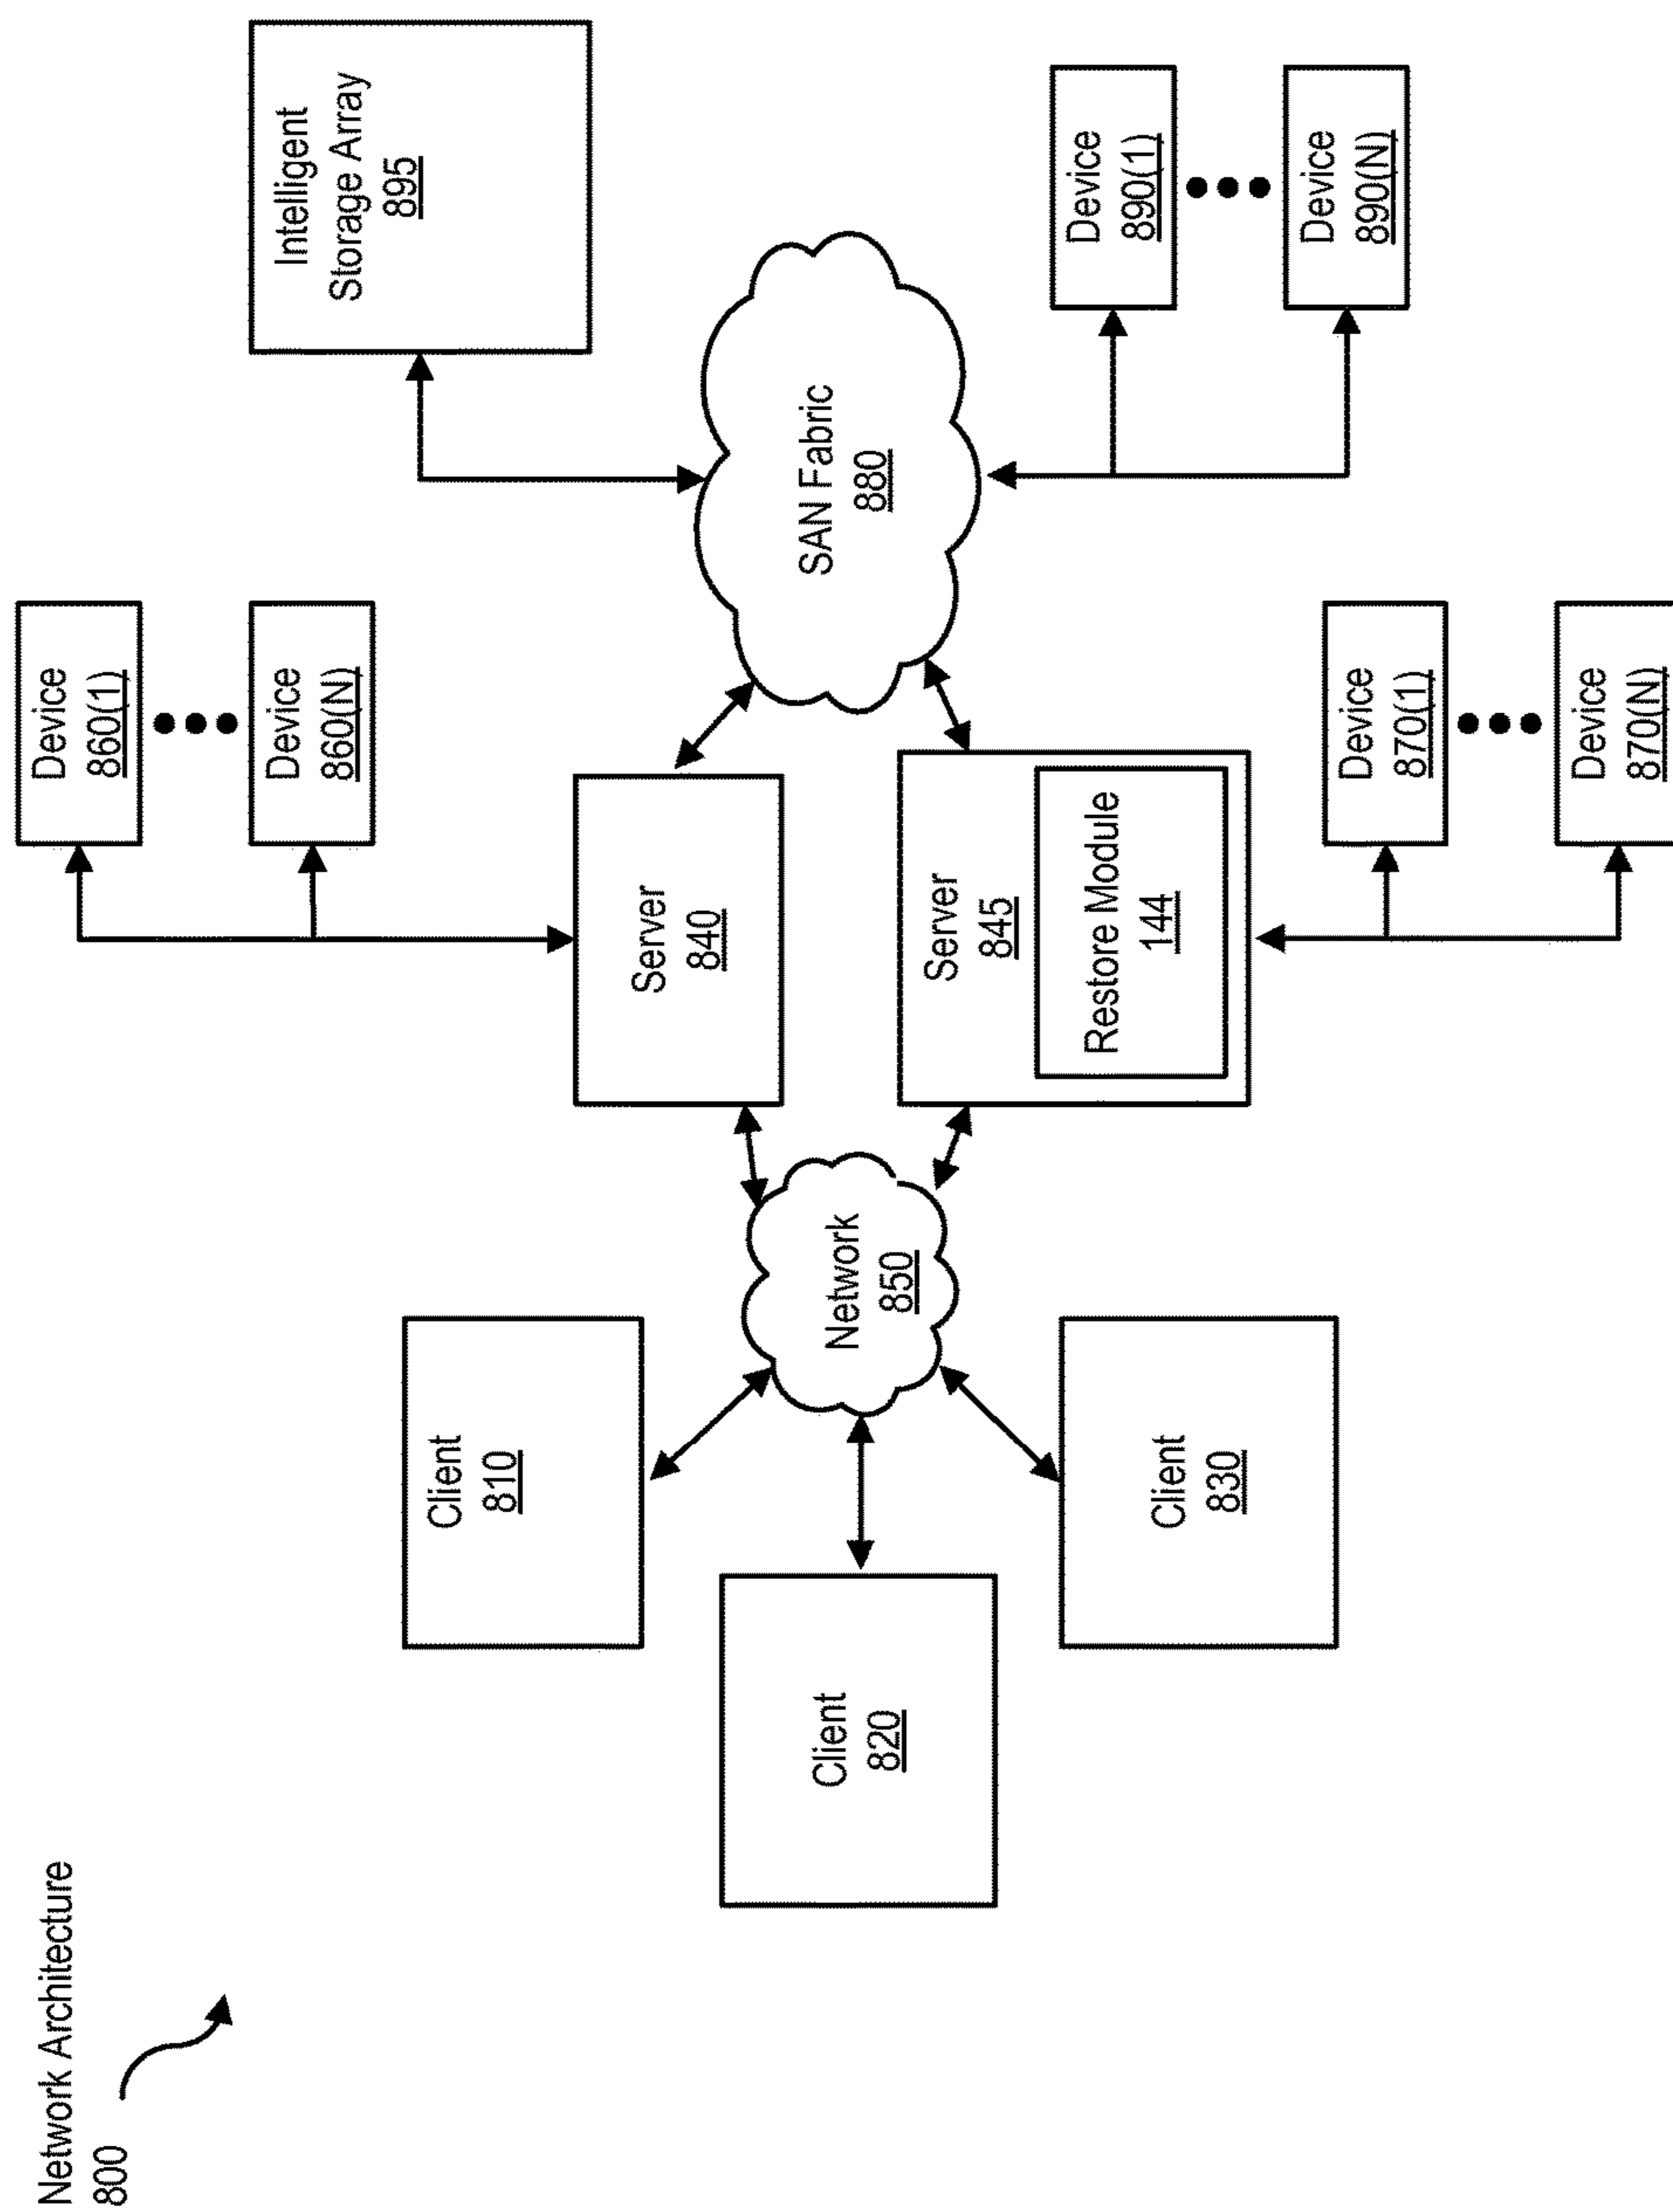 Network Architecture
800
Client
810
Client
820
Client
830
Network
850
Server
840
Server
845
Restore Module
144
Device
860(1)
Device
860(N)
Device
870(1)
Device
870(N)
SAN Fabric
880
Intelligent
Storage Array
895
Device
890(1)
Device
890(N)